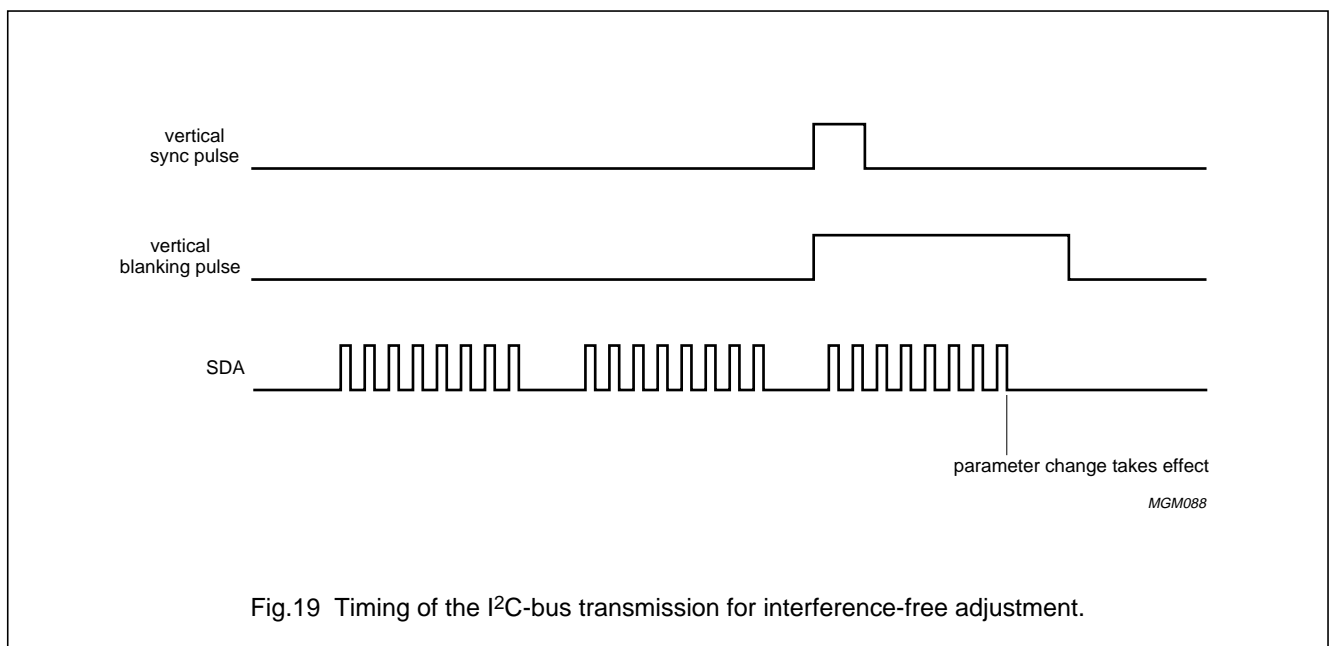 vertical
sync pulse
vertical
blanking pulse
SDA
parameter change takes effect
MGM088
Fig.19 Timing of the I²C-bus transmission for interference-free adjustment.